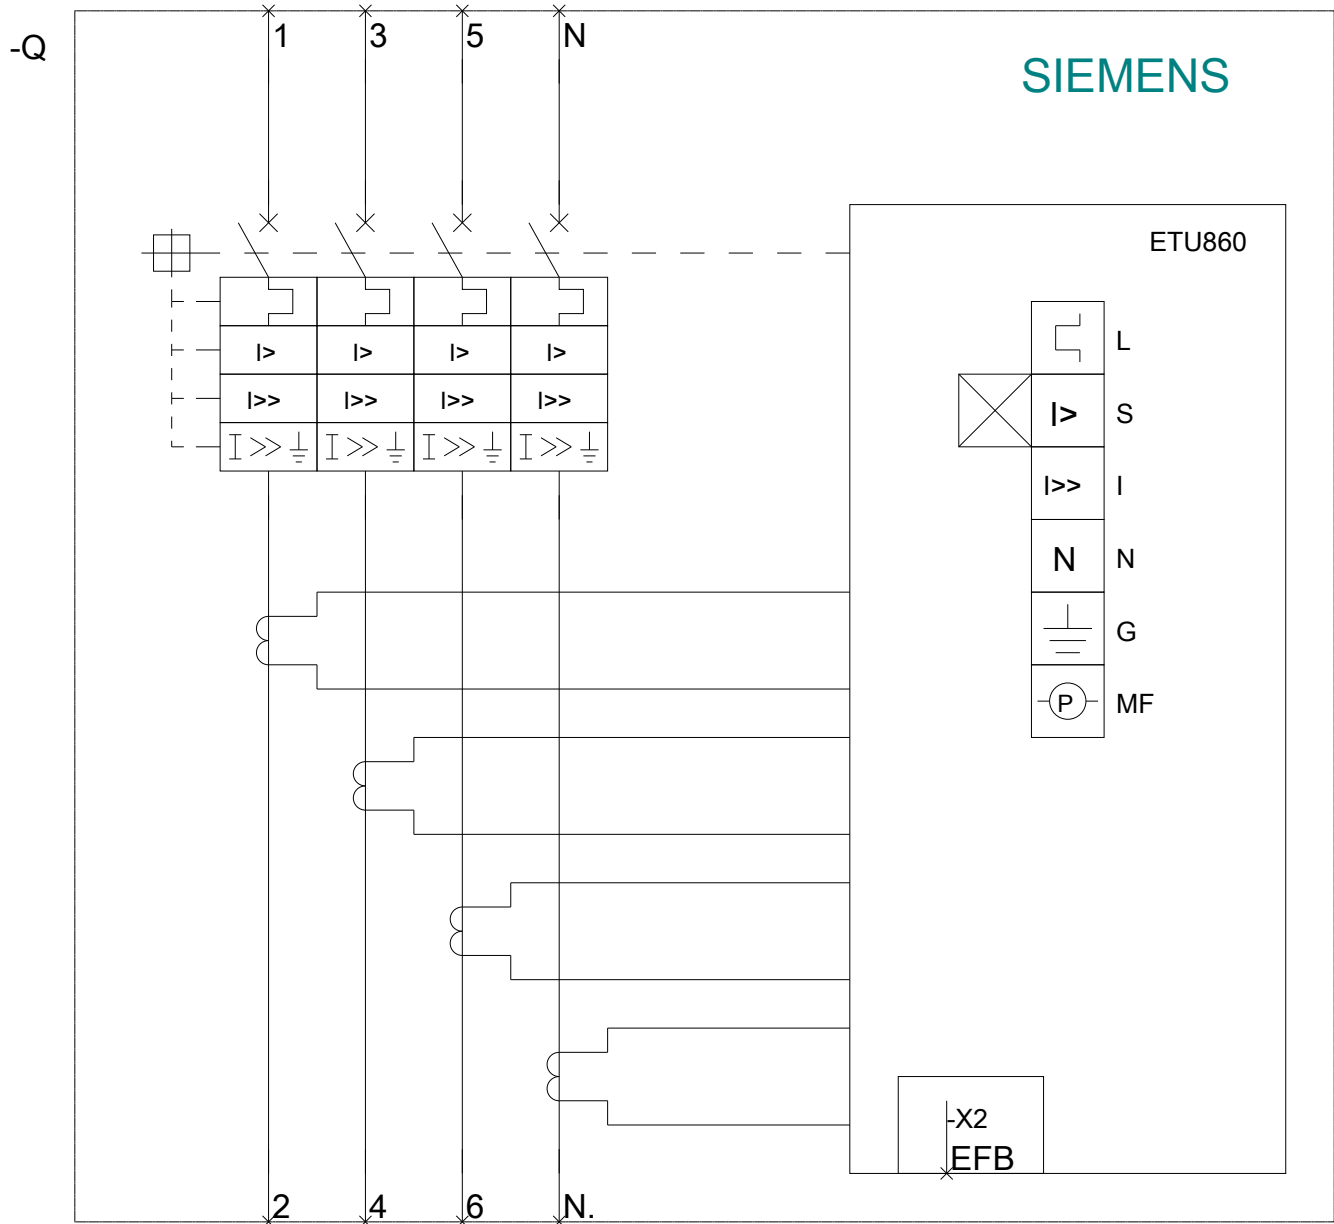 1 3 5 N
-Q
SIEMENS
ETU860
L
I> I> I> I> 
I>> I>> I>> I>>
I >> I >> I >> I >>
I> S
I>> I
N N
G
P MF
-X2
EFB
2 4 6 N.